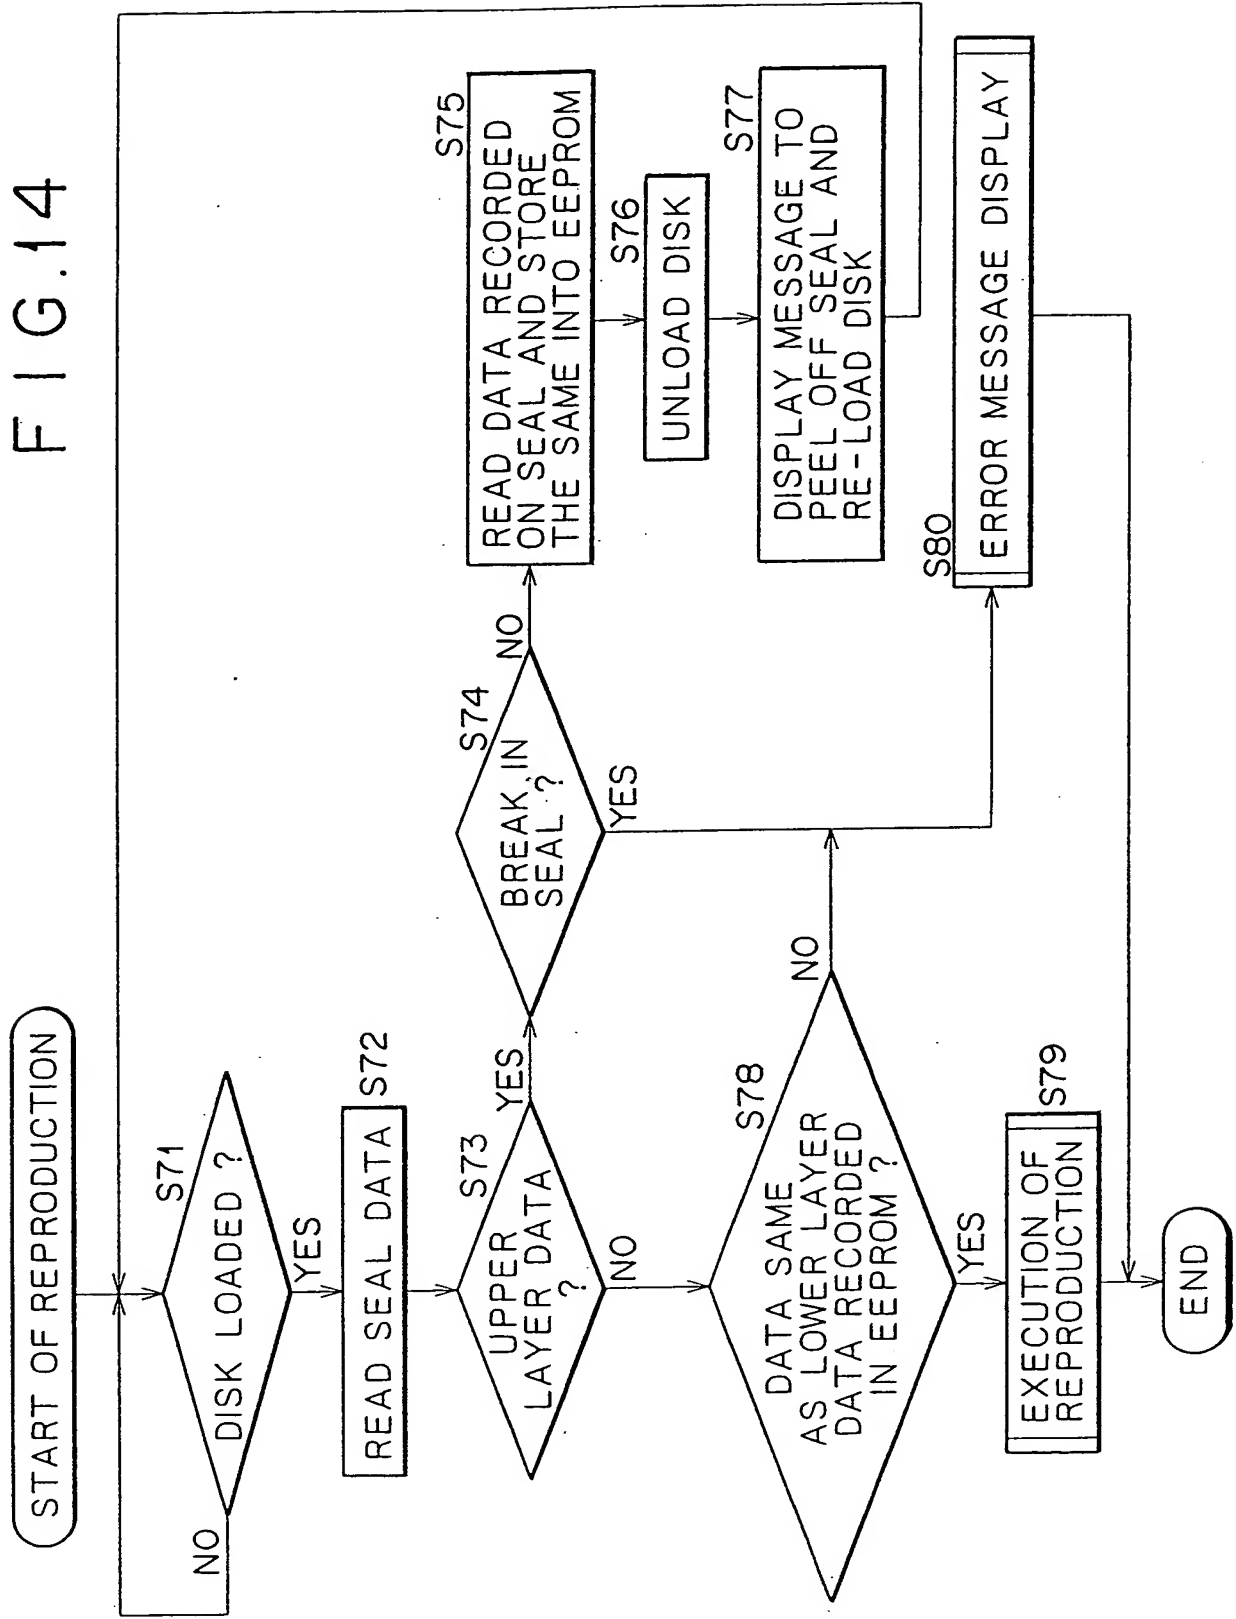 FIG.14
START OF REPRODUCTION
S71
DISK LOADED ?
NO
YES
S72
READ SEAL DATA
S73
UPPER
LAYER DATA
?
YES
NO
S74
BREAK IN
SEAL ?
NO
YES
S75
READ DATA RECORDED
ON SEAL AND STORE
THE SAME INTO EEPROM
S76
UNLOAD DISK
S77
DISPLAY MESSAGE TO
PEEL OFF SEAL AND
RE-LOAD DISK
S78
DATA SAME
AS LOWER LAYER
DATA RECORDED
IN EEPROM ?
NO
YES
S79
EXECUTION OF
REPRODUCTION
S80
ERROR MESSAGE DISPLAY
END